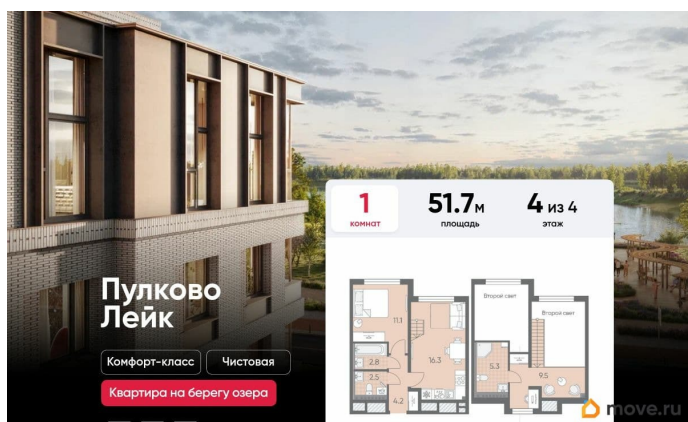 1
комнат
51.7м
площадь
4 из 4
этаж
Пулково
Лейк
Комфорт-класс
Чистовая
Квартира на берегу озера
11.1
16.3
2.8
2.5
4.2
Второй свет
Второй свет
5.3
9.5
move.ru